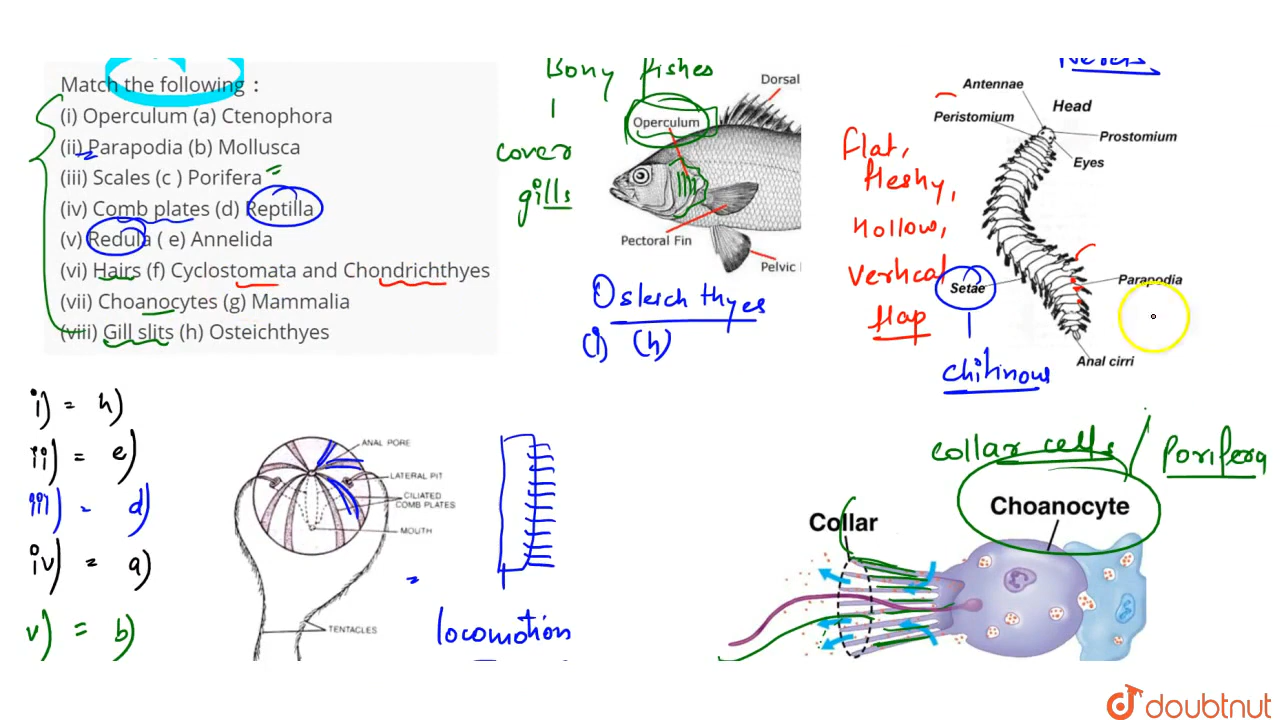 Match the following :
(i) Operculum (a) Ctenophora
(ii) Parapodia (b) Mollusca
(iii) Scales (c ) Porifera
(iv) Comb plates (d) Reptilla
(v) Redula ( e) Annelida
(vi) Hairs (f) Cyclostomata and Chondrichthyes
(vii) Choanocytes (g) Mammalia
(viii) Gill slits (h) Osteichthyes
Bony fishes
cover
gills
Dorsal
Operculum
Pectoral Fin
Pelvic
Osteichthyes
(i) (h)
Antennae
Head
Peristomium
Prostomium
Eyes
flat,
fleshy,
hollow,
vertical
flap
Setae
Parapodia
chitinous
Anal cirri
i) = h)
ii) = e)
iii) = d)
iv) = a)
v) = b)
ANAL PORE
LATERAL PIT
CILIATED
COMB PLATES
MOUTH
TENTACLES
=
locomotion
collar cells
Porifera
Choanocyte
Collar
doubtnut